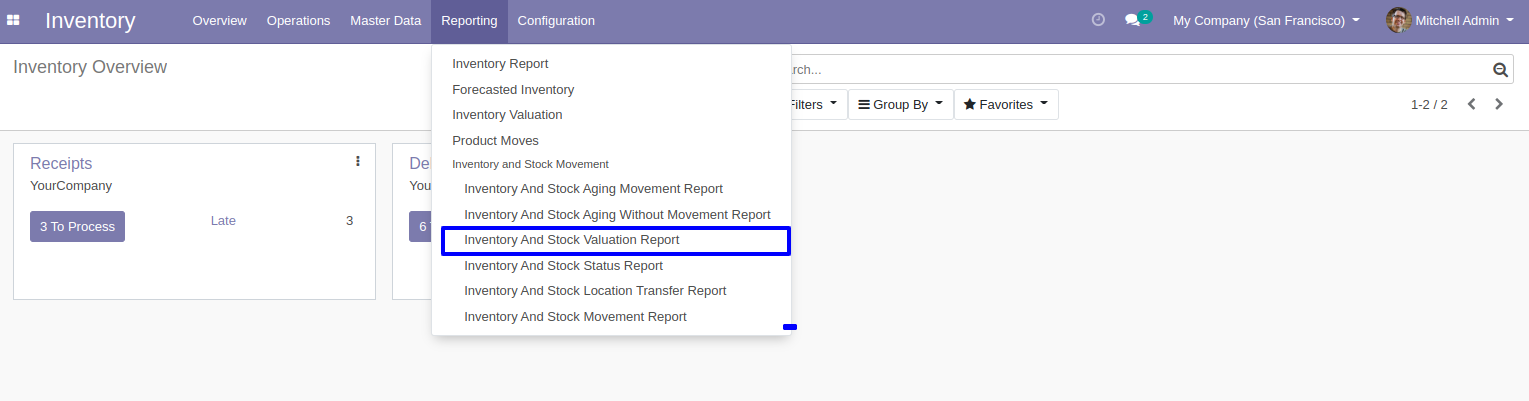 Inventory Overview Operations Master Data Reporting Configuration 2 My Company (San Francisco) Mitchell Admin
Inventory Overview
Inventory Report
Forecasted Inventory
Inventory Valuation
Product Moves
Inventory and Stock Movement
Inventory And Stock Aging Movement Report
Inventory And Stock Aging Without Movement Report
Inventory And Stock Valuation Report
Inventory And Stock Status Report
Inventory And Stock Location Transfer Report
Inventory And Stock Movement Report
rch...
Filters Group By Favorites 1-2 / 2
Receipts
YourCompany
3 To Process Late 3
De
You
6